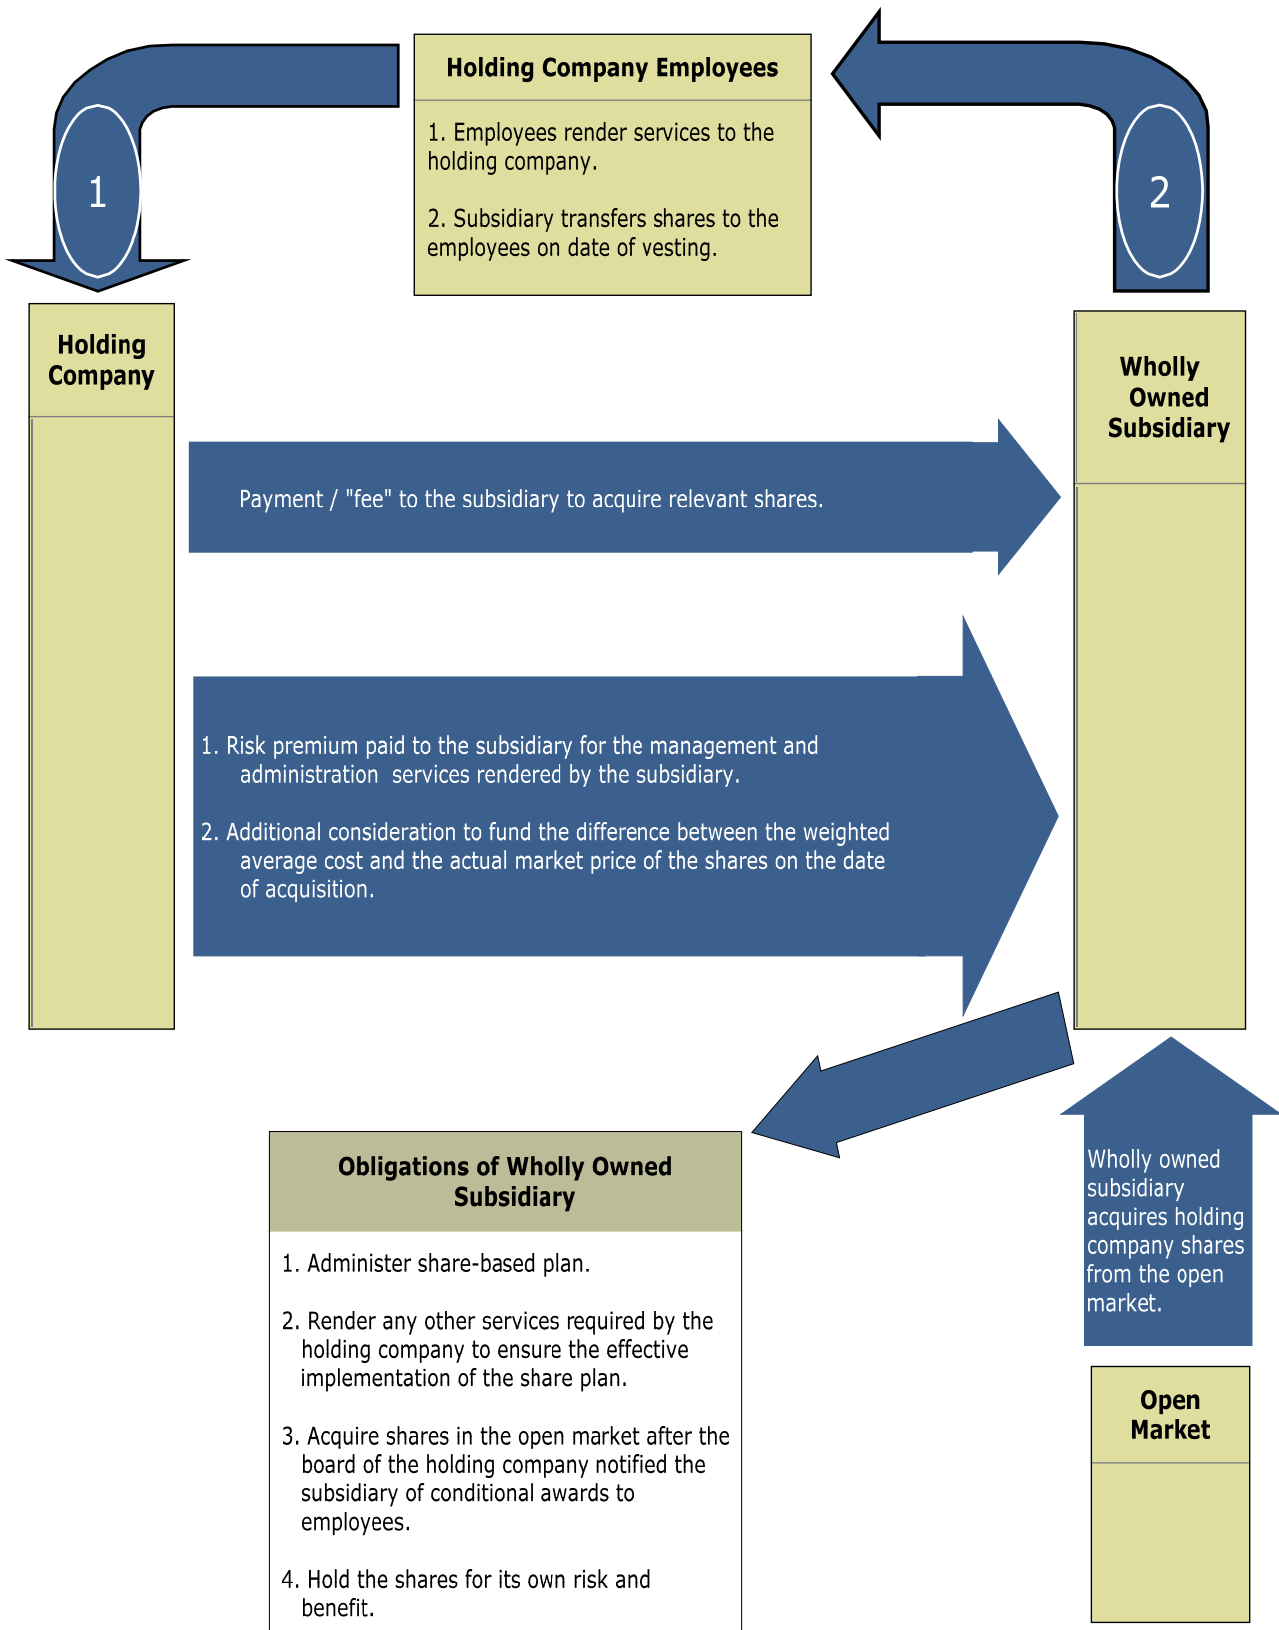 Holding Company Employees
1. Employees render services to the
holding company.
2. Subsidiary transfers shares to the
employees on date of vesting.
1
2
Holding
Company
Wholly
Owned
Subsidiary
Payment / "fee" to the subsidiary to acquire relevant shares.
1. Risk premium paid to the subsidiary for the management and
administration services rendered by the subsidiary.
2. Additional consideration to fund the difference between the weighted
average cost and the actual market price of the shares on the date
of acquisition.
Obligations of Wholly Owned
Subsidiary
1. Administer share-based plan.
2. Render any other services required by the
holding company to ensure the effective
implementation of the share plan.
3. Acquire shares in the open market after the
board of the holding company notified the
subsidiary of conditional awards to
employees.
4. Hold the shares for its own risk and
benefit.
Wholly owned
subsidiary
acquires holding
company shares
from the open
market.
Open
Market